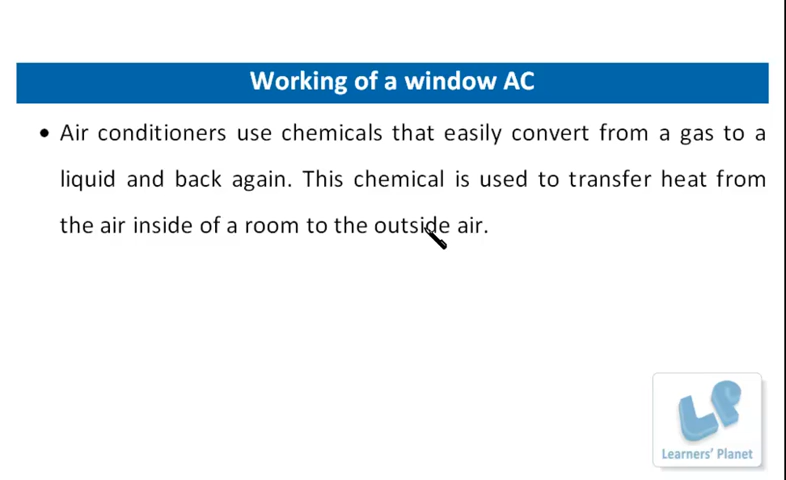 Working of a window AC
• Air conditioners use chemicals that easily convert from a gas to a
liquid and back again. This chemical is used to transfer heat from
the air inside of a room to the outside air.
LP
Learners' Planet